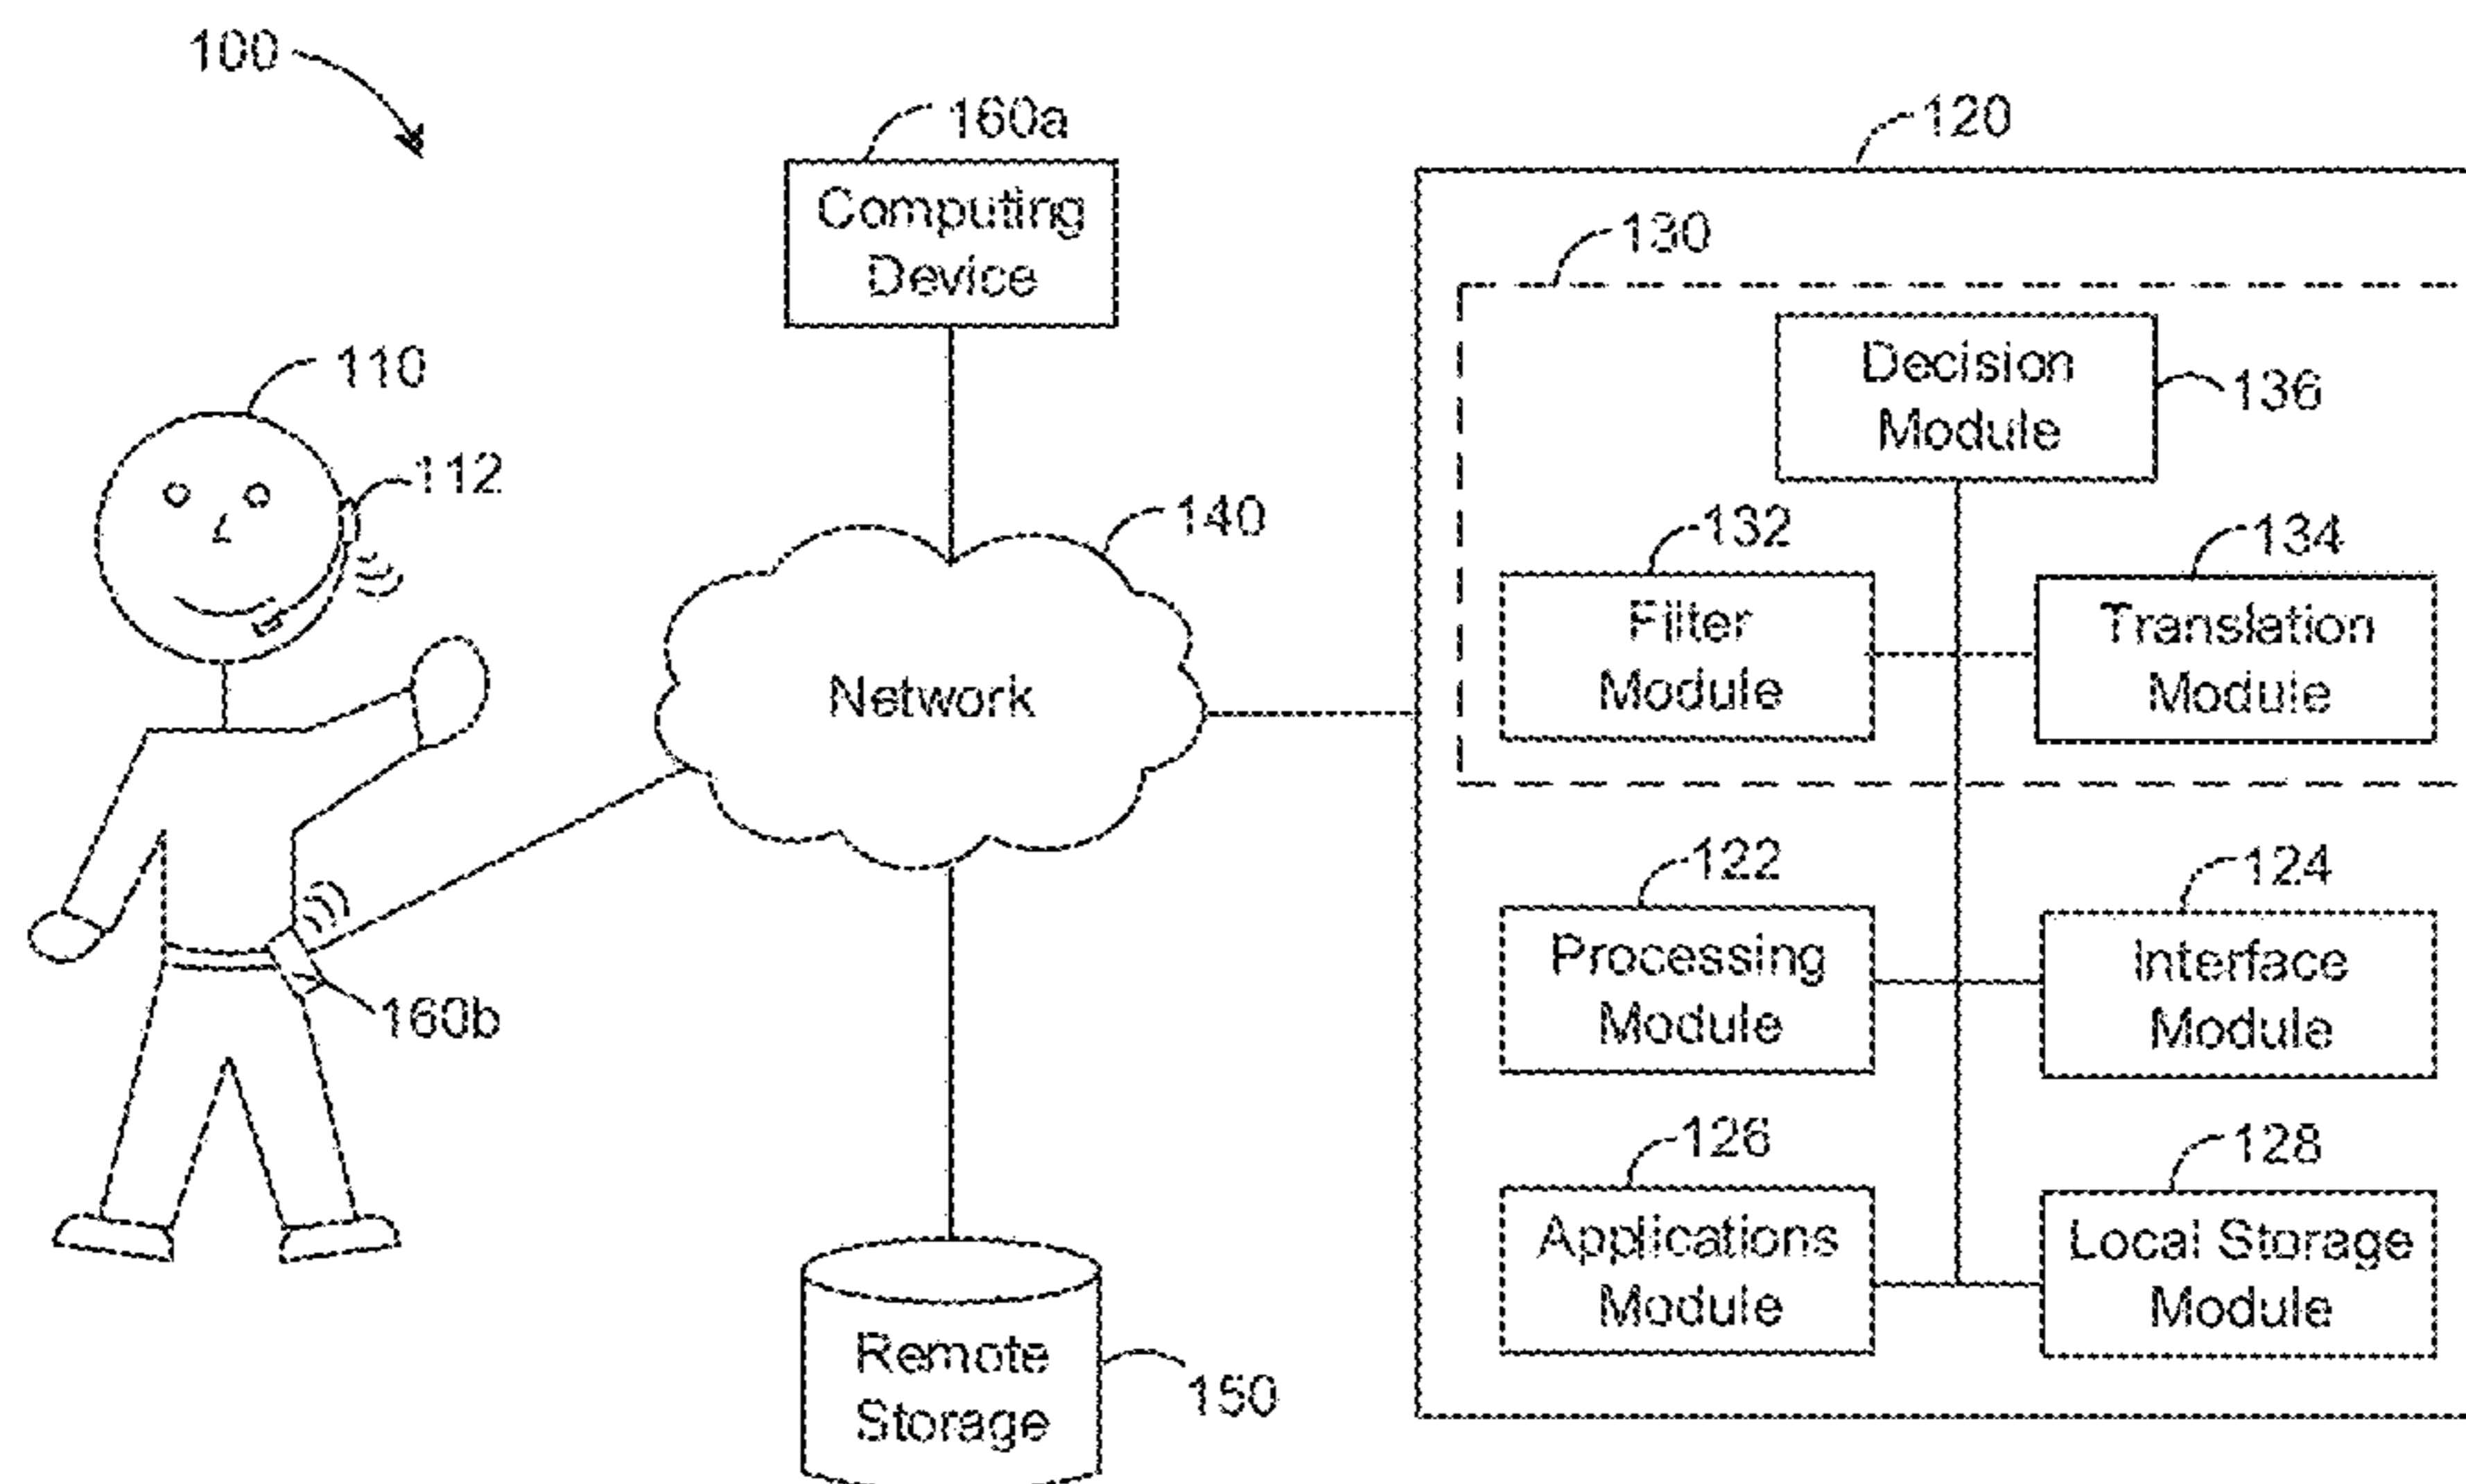 100
160a
Computing
Device
120
130
Decision
Module
136
110
112
140
Network
132
Filter
Module
134
Translation
Module
122
Processing
Module
124
Interface
Module
160b
126
Applications
Module
128
Local Storage
Module
Remote
Storage
150